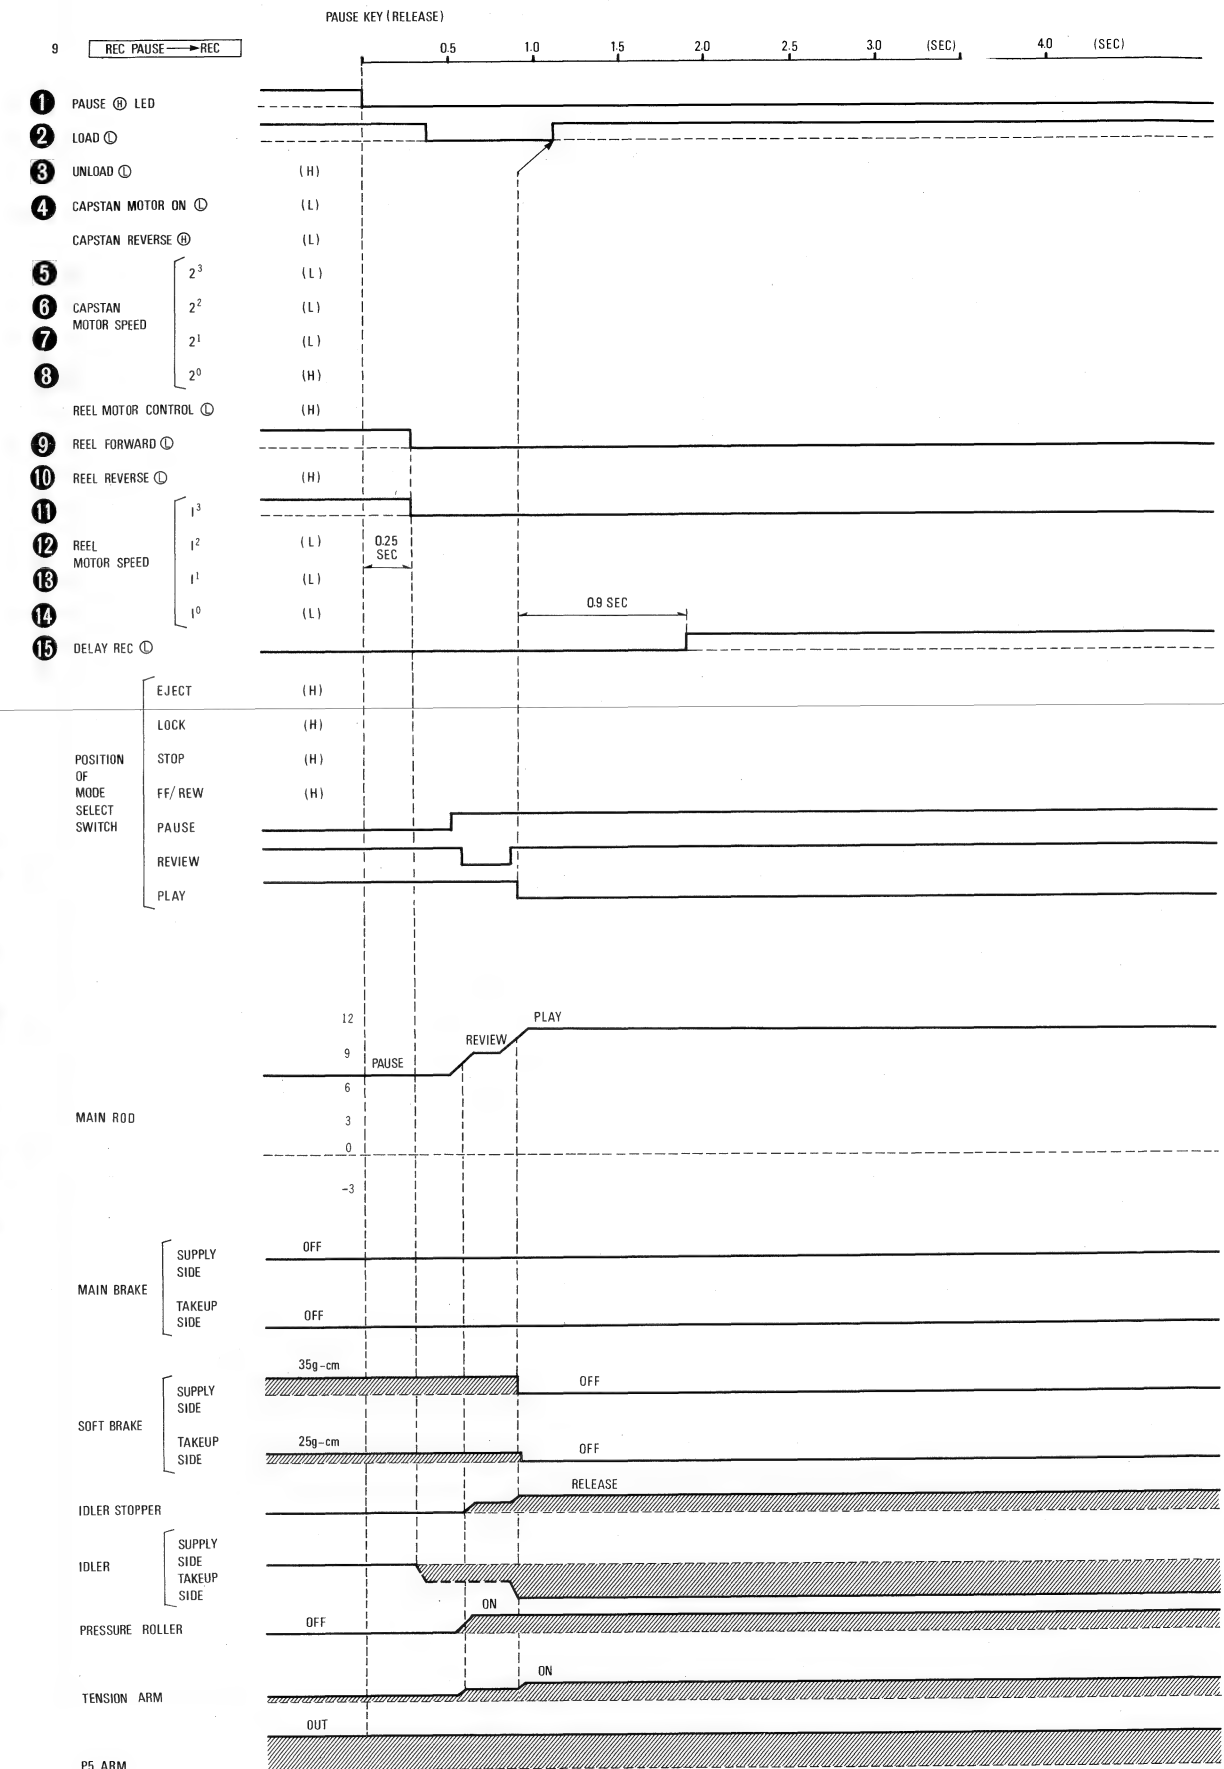 PAUSE KEY (RELEASE)
9 REC PAUSE→REC
0.5 1.0 1.5 2.0 2.5 3.0 (SEC) 4.0 (SEC)
1 PAUSE Ⓗ LED
2 LOAD Ⓛ
3 UNLOAD Ⓛ (H)
4 CAPSTAN MOTOR ON Ⓛ (L)
CAPSTAN REVERSE Ⓗ (L)
5 2³ (L)
6 CAPSTAN 2² (L)
MOTOR SPEED
7 2¹ (L)
8 2⁰ (H)
REEL MOTOR CONTROL Ⓛ (H)
9 REEL FORWARD Ⓛ
10 REEL REVERSE Ⓛ (H)
11 1³
12 REEL 1² (L) 0.25
MOTOR SPEED SEC
13 1¹ (L)
14 1⁰ (L) 0.9 SEC
15 DELAY REC Ⓛ
EJECT (H)
LOCK (H)
POSITION STOP (H)
OF
MODE FF/REW (H)
SELECT
SWITCH PAUSE
REVIEW
PLAY
12 PLAY
REVIEW
9 PAUSE
6
MAIN ROD 3
0
-3
OFF
SUPPLY
SIDE
MAIN BRAKE
TAKEUP OFF
SIDE
35g-cm
SUPPLY OFF
SIDE
SOFT BRAKE
TAKEUP 25g-cm OFF
SIDE
RELEASE
IDLER STOPPER
SUPPLY
SIDE
IDLER
TAKEUP
SIDE
ON
PRESSURE ROLLER OFF
ON
TENSION ARM
OUT
P5 ARM